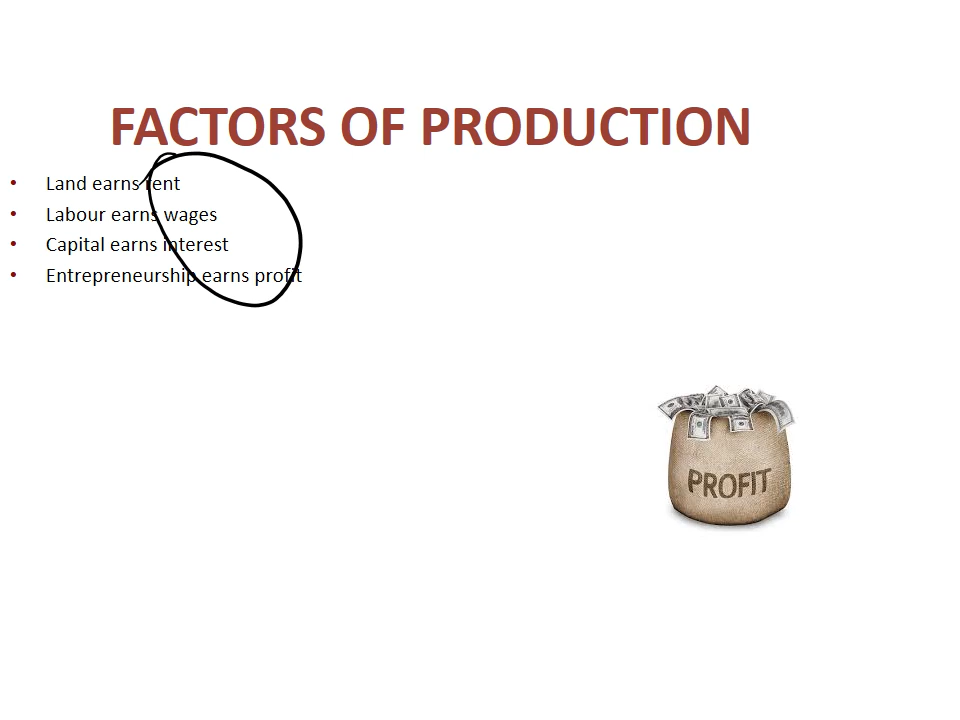 FACTORS OF PRODUCTION
• Land earns rent
• Labour earns wages
• Capital earns interest
• Entrepreneurship earns profit
PROFIT